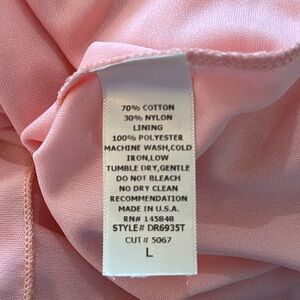 70% COTTON
30% NYLON
LINING
100% POLYESTER
MACHINE WASH,COLD
IRON,LOW
TUMBLE DRY,GENTLE
DO NOT BLEACH
NO DRY CLEAN
RECOMMENDATION
MADE IN U.S.A.
RN# 145848
STYLE# DR6935T
CUT# 5067
L